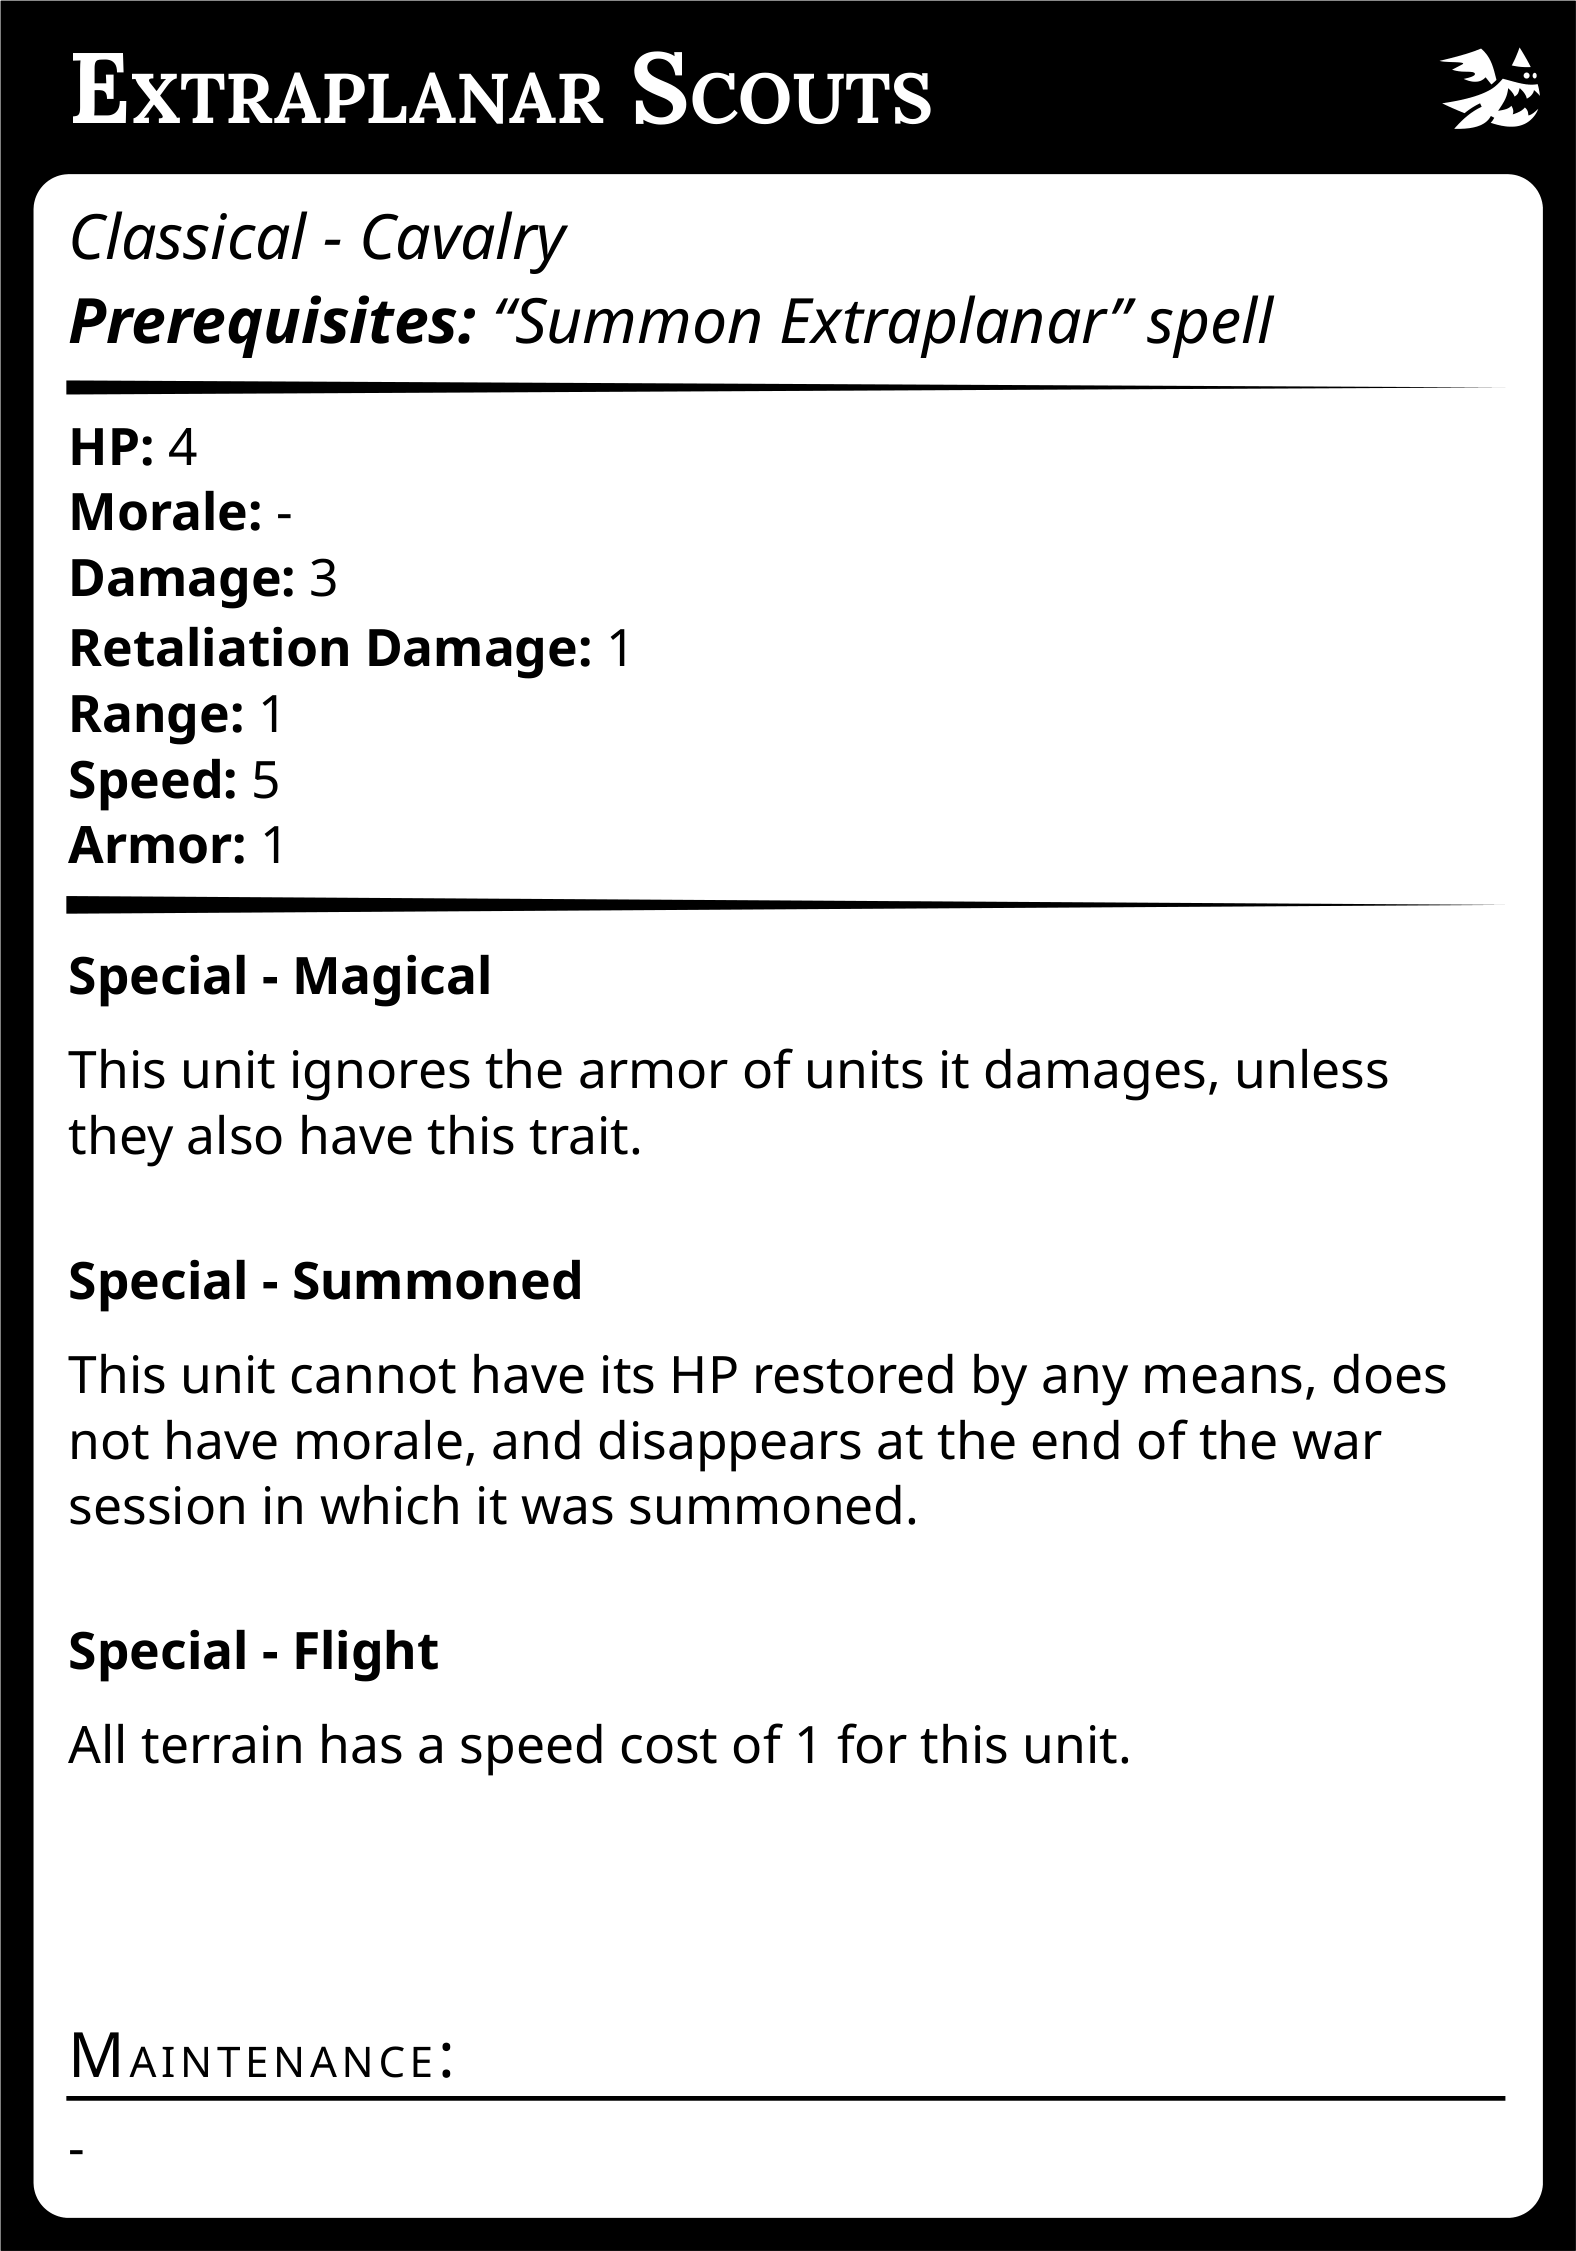 Extraplanar Scouts
Classical - Cavalry
Prerequisites: “Summon Extraplanar” spell
HP: 4
Morale: -
Damage: 3
Retaliation Damage: 1
Range: 1
Speed: 5
Armor: 1
Special - Magical
This unit ignores the armor of units it damages, unless
they also have this trait.
Special - Summoned
This unit cannot have its HP restored by any means, does
not have morale, and disappears at the end of the war
session in which it was summoned.
Special - Flight
All terrain has a speed cost of 1 for this unit.
Maintenance:
-